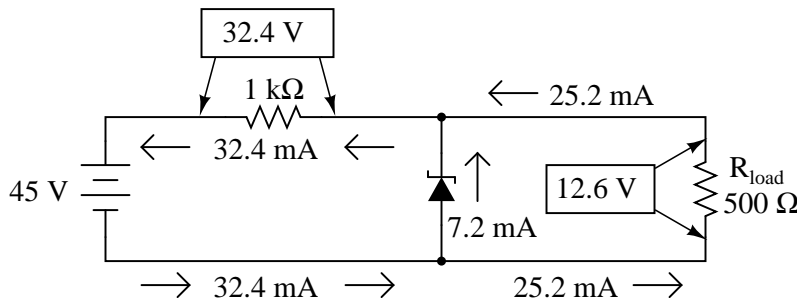 32.4 V
1 kΩ
25.2 mA
32.4 mA
45 V
12.6 V
Rload
500 Ω
7.2 mA
32.4 mA
25.2 mA